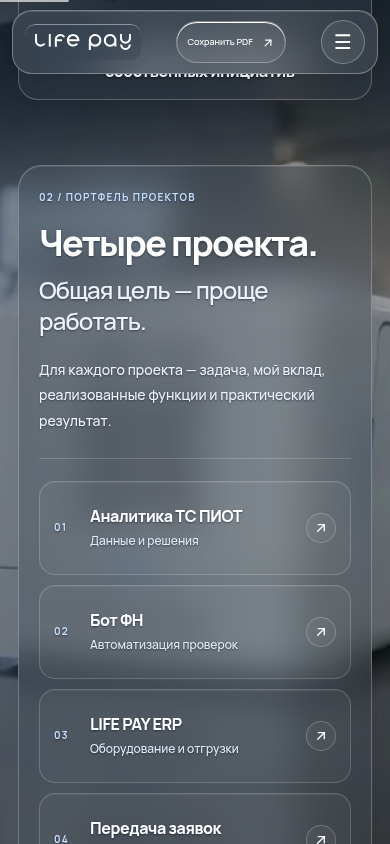 LIFE PAY
Сохранить PDF
собственных инициатив
02 / ПОРТФЕЛЬ ПРОЕКТОВ
Четыре проекта.
Общая цель — проще
работать.
Для каждого проекта — задача, мой вклад,
реализованные функции и практический
результат.
01
Аналитика ТС ПИОТ
Данные и решения
02
Бот ФН
Автоматизация проверок
03
LIFE PAY ERP
Оборудование и отгрузки
04
Передача заявок